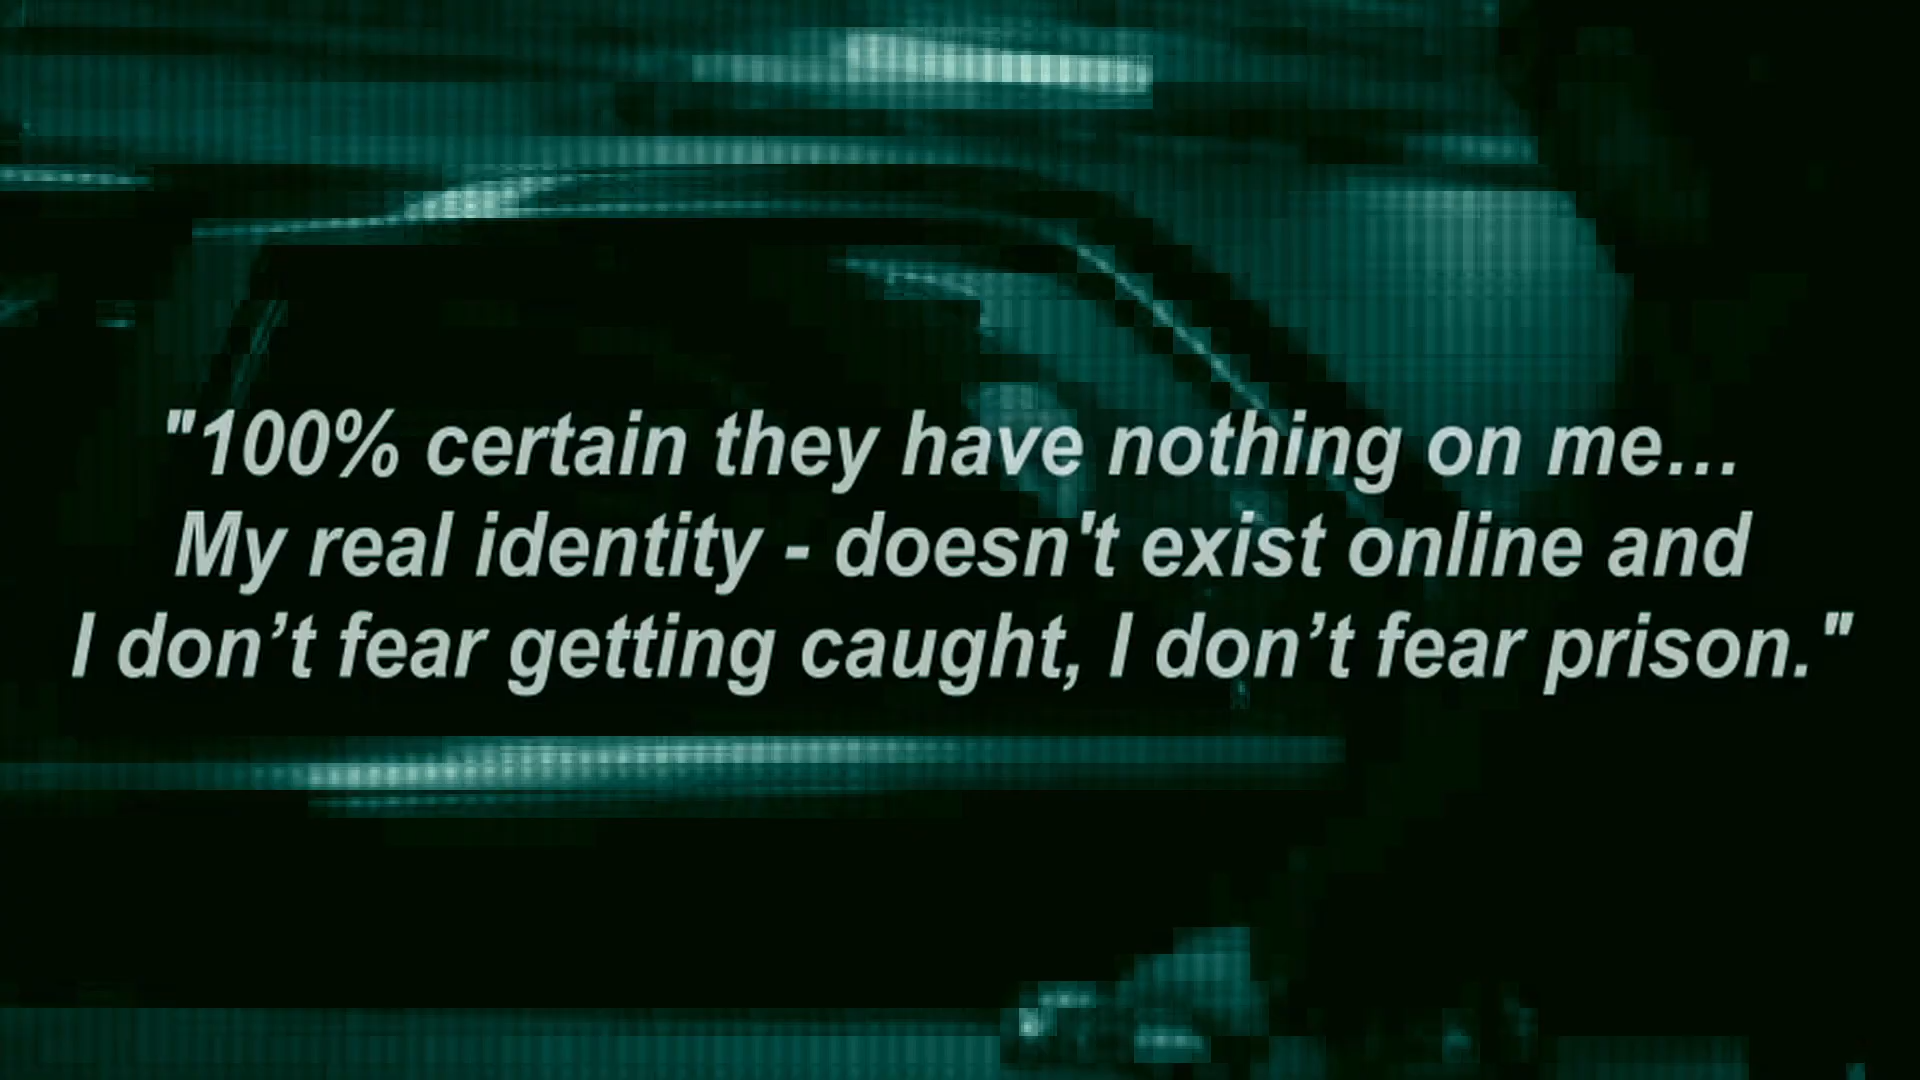 "100% certain they have nothing on me...
My real identity - doesn't exist online and
I don’t fear getting caught, I don’t fear prison."